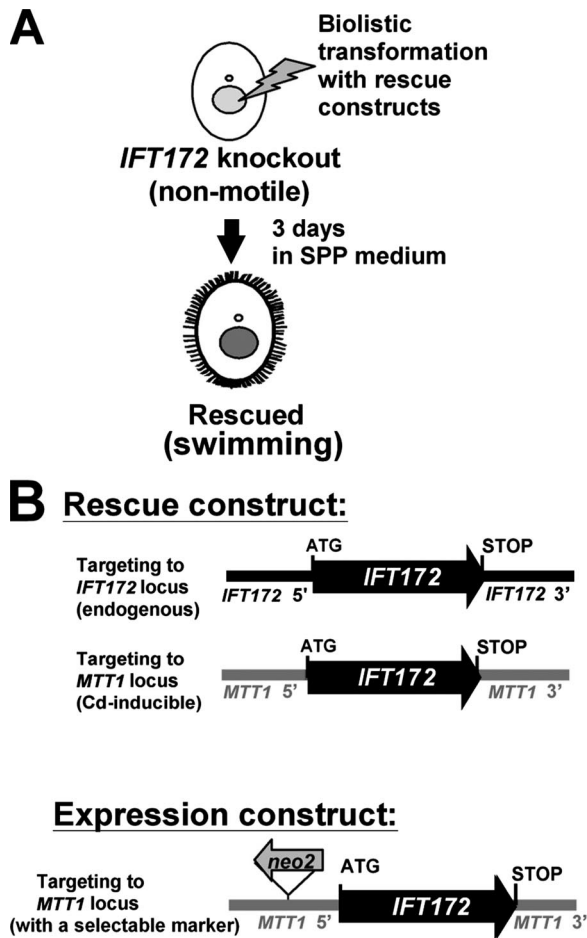 A
Biolistic
transformation
with rescue
constructs
IFT172 knockout
(non-motile)
3 days
in SPP medium
Rescued
(swimming)
B
Rescue construct:
Targeting to
IFT172 locus
(endogenous)
ATG
STOP
IFT172
IFT172 5’
IFT172 3’
Targeting to
MTT1 locus
(Cd-inducible)
ATG
STOP
IFT172
MTT1 5’
MTT1 3’
Expression construct:
neo2
Targeting to
MTT1 locus
(with a selectable marker)
ATG
STOP
IFT172
MTT1 5’
MTT1 3’